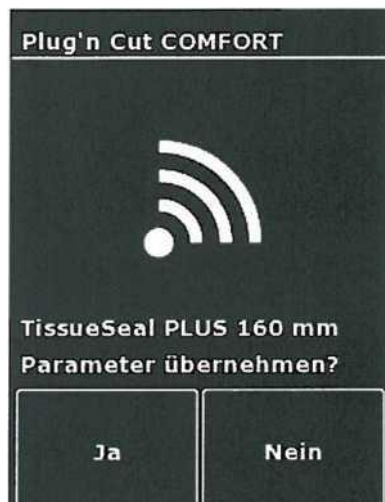 Plug'n Cut COMFORT
TissueSeal PLUS 160 mm
Parameter übernehmen?
Ja
Nein